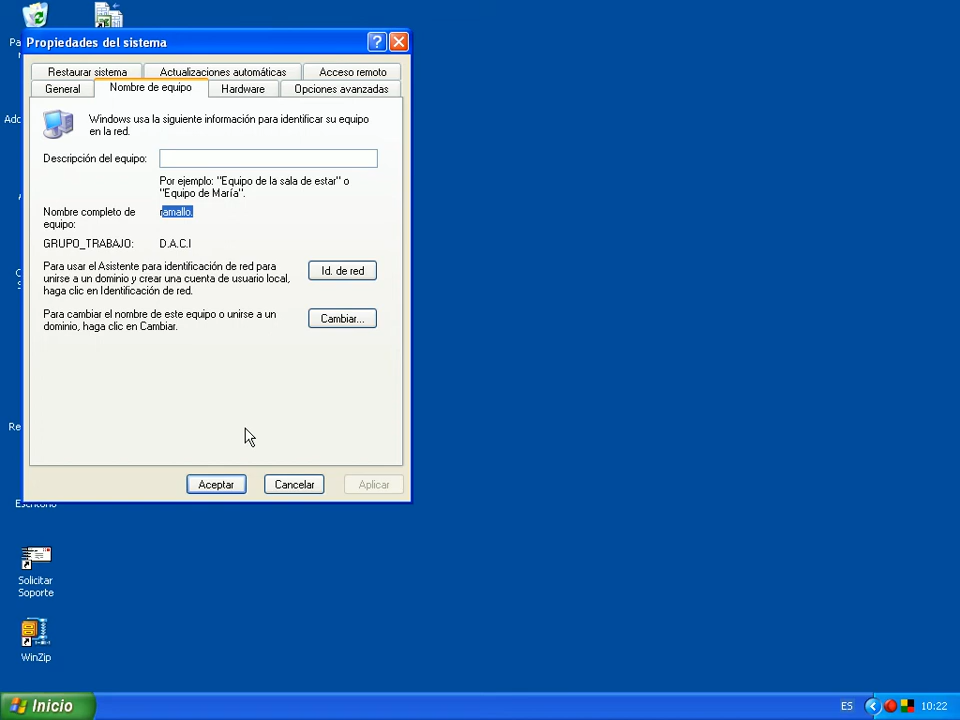 Propiedades del sistema
Restaurar sistema
Actualizaciones automáticas
Acceso remoto
General
Nombre de equipo
Hardware
Opciones avanzadas
Windows usa la siguiente información para identificar su equipo
en la red.
Descripción del equipo:
Por ejemplo: "Equipo de la sala de estar" o
"Equipo de María".
Nombre completo de
equipo:
ramallo.
GRUPO_TRABAJO:
D.A.C.I
Para usar el Asistente para identificación de red para
unirse a un dominio y crear una cuenta de usuario local,
haga clic en Identificación de red.
Id. de red
Para cambiar el nombre de este equipo o unirse a un
dominio, haga clic en Cambiar.
Cambiar...
Aceptar
Cancelar
Aplicar
Solicitar
Soporte
WinZip
Inicio
ES
10:22